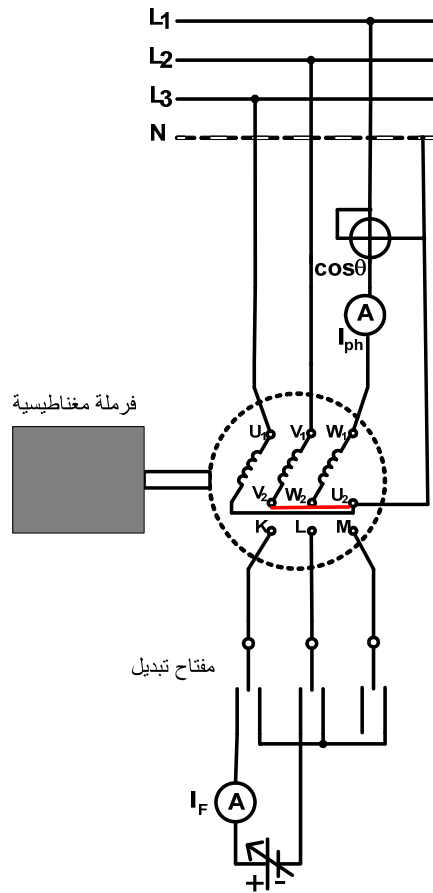 L1
L2
L3
N
cosθ
A
Iph
فرملة مغناطيسية
U1 V1 W1
V2 W2 U2
K L M
مفتاح تبديل
IF A
+ -